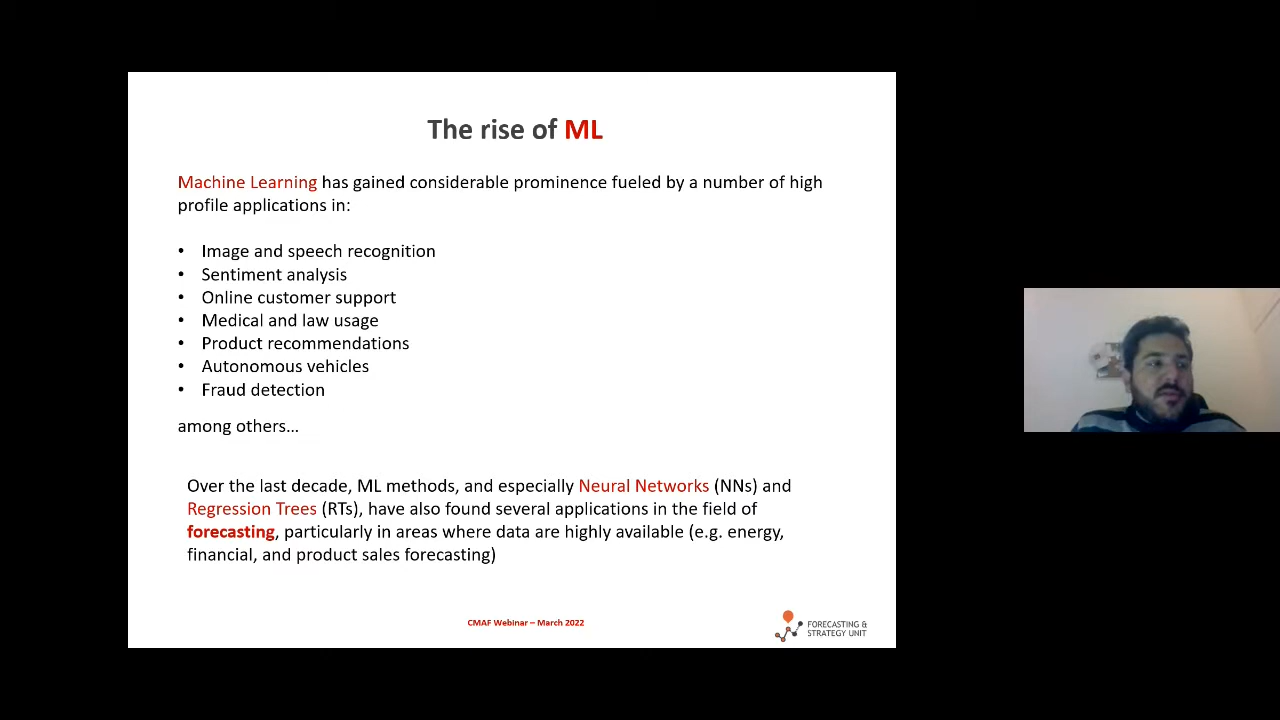 The rise of ML
Machine Learning has gained considerable prominence fueled by a number of high
profile applications in:
• Image and speech recognition
• Sentiment analysis
• Online customer support
• Medical and law usage
• Product recommendations
• Autonomous vehicles
• Fraud detection
among others…
Over the last decade, ML methods, and especially Neural Networks (NNs) and
Regression Trees (RTs), have also found several applications in the field of
forecasting, particularly in areas where data are highly available (e.g. energy,
financial, and product sales forecasting)
CMAF Webinar – March 2022
FORECASTING &
STRATEGY UNIT